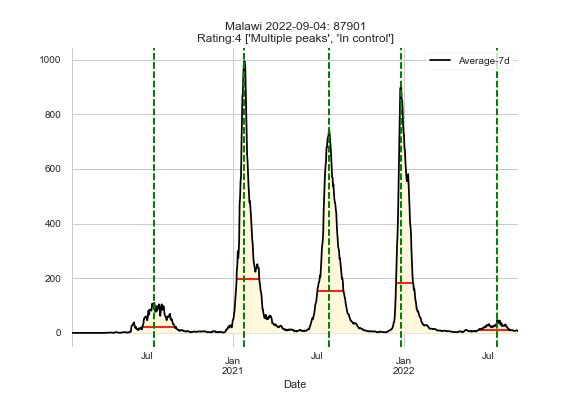 Malawi 2022-09-04: 87901
Rating:4 ['Multiple peaks', 'In control']
Average-7d
1000
800
600
400
200
0
Jul
Jan
2021
Jul
Jan
2022
Jul
Date